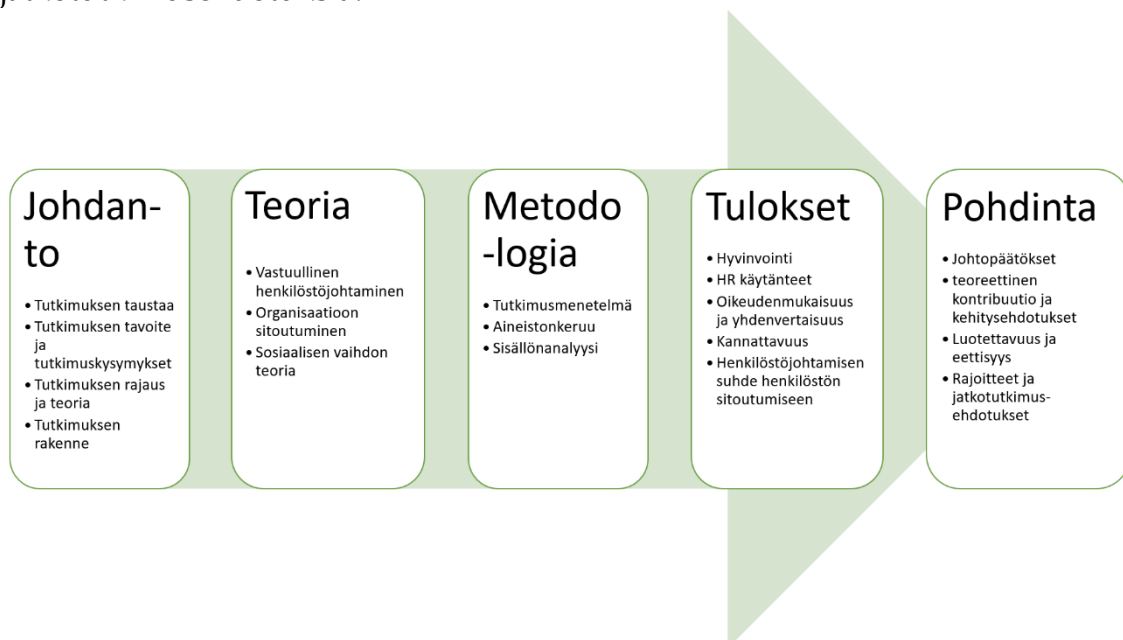 Johdan-
to
• Tutkimuksen taustaa
• Tutkimuksen tavoite
ja
tutkimuskysymykset
• Tutkimuksen rajaus
ja teoria
• Tutkimuksen
rakenne
Teoria
• Vastuullinen
henkilöstöjohtaminen
• Organisaatioon
sitoutuminen
• Sosiaalisen vaihdon
teoria
Metodo
-logia
• Tutkimusmenetelmä
• Aineistonkeruu
• Sisällönanalyysi
Tulokset
• Hyvinvointi
• HR käytänteet
• Oikeudenmukaisuus
ja yhdenvertaisuus
• Kannattavuus
• Henkilöstöjohtamisen
suhde henkilöstön
sitoutumiseen
Pohdinta
• Johtopäätökset
• teoreettinen
kontribuutio ja
kehitysehdotukset
• Luotettavuus ja
eettisyys
• Rajoitteet ja
jatkotutkimus-
ehdotukset